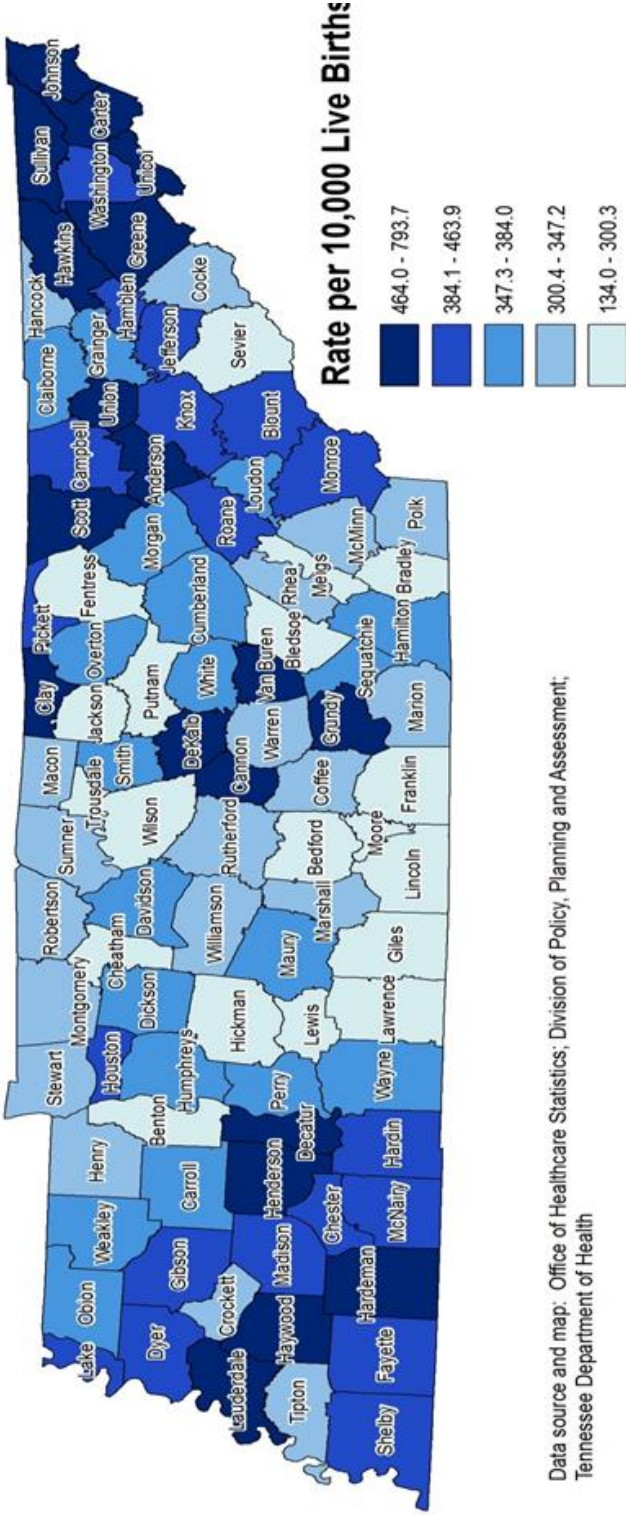 Lake
Obion
Weakley
Henry
Stewart
Montgomery
Robertson
Sumner
Macon
Trousdale
Clay
Pickett
Jackson
Overton
Fentress
Scott
Campbell
Claiborne
Hancock
Hawkins
Sullivan
Johnson
Carter
Washington
Unicoi
Greene
Hamblen
Grainger
Union
Cocke
Jefferson
Sevier
Knox
Anderson
Blount
Loudon
Roane
Morgan
Monroe
Cumberland
Putnam
White
Smith
DeKalb
Wilson
Cannon
Davidson
Cheatham
Dickson
Houston
Humphreys
Benton
Carroll
Gibson
Dyer
Crockett
Lauderdale
Haywood
Tipton
Madison
Henderson
Decatur
Perry
Hickman
Lewis
Maury
Williamson
Rutherford
Marshall
Bedford
Coffee
Warren
Van Buren
Bledsoe
Rhea
Meigs
McMinn
Polk
Bradley
Hamilton
Sequatchie
Grundy
Marion
Franklin
Moore
Lincoln
Giles
Lawrence
Wayne
Hardin
Chester
McNairy
Hardeman
Fayette
Shelby
Rate per 10,000 Live Births
464.0 - 793.7
384.1 - 463.9
347.3 - 384.0
300.4 - 347.2
134.0 - 300.3
Data source and map: Office of Healthcare Statistics; Division of Policy, Planning and Assessment;
Tennessee Department of Health